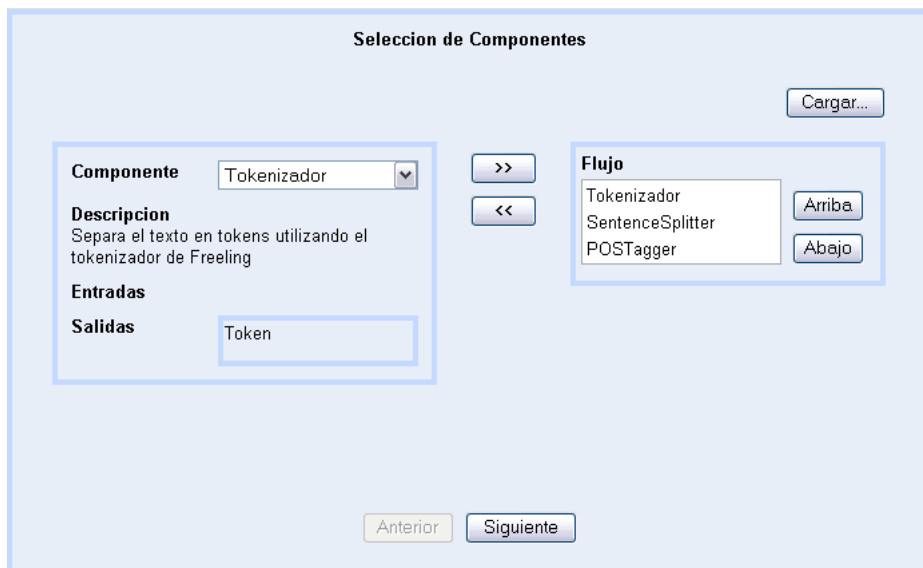 Seleccion de Componentes
Cargar...
Componente
Tokenizador
Descripcion
Separa el texto en tokens utilizando el
tokenizador de Freeling
Entradas
Salidas
Token
>>
<<
Flujo
Tokenizador
SentenceSplitter
POSTagger
Arriba
Abajo
Anterior
Siguiente